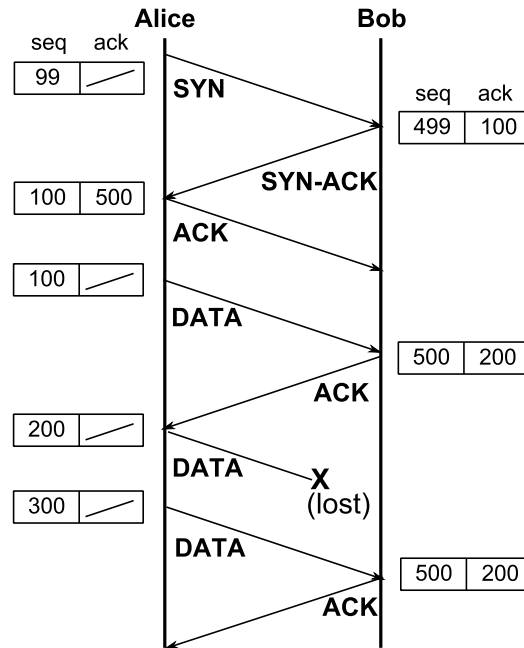 Alice Bob
seq ack
99
SYN
seq ack
499 100
SYN-ACK
100 500
ACK
100
DATA
500 200
ACK
200
DATA
X
(lost)
300
DATA
500 200
ACK